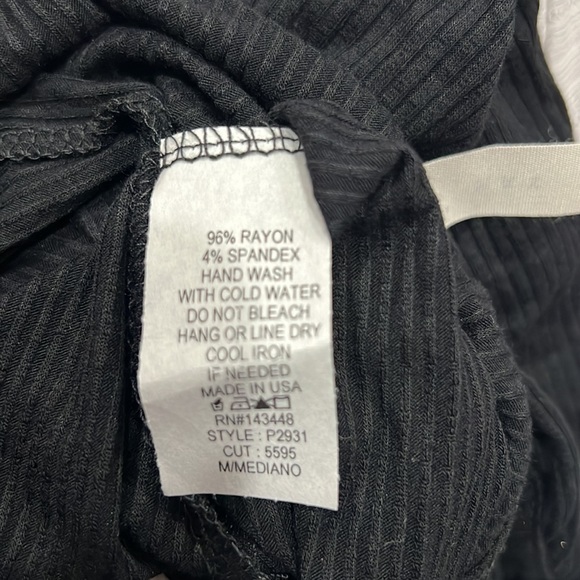 96% RAYON
4% SPANDEX
HAND WASH
WITH COLD WATER
DO NOT BLEACH
HANG OR LINE DRY
COOL IRON
IF NEEDED
MADE IN USA
RN#143448
STYLE : P2931
CUT : 5595
M/MEDIANO